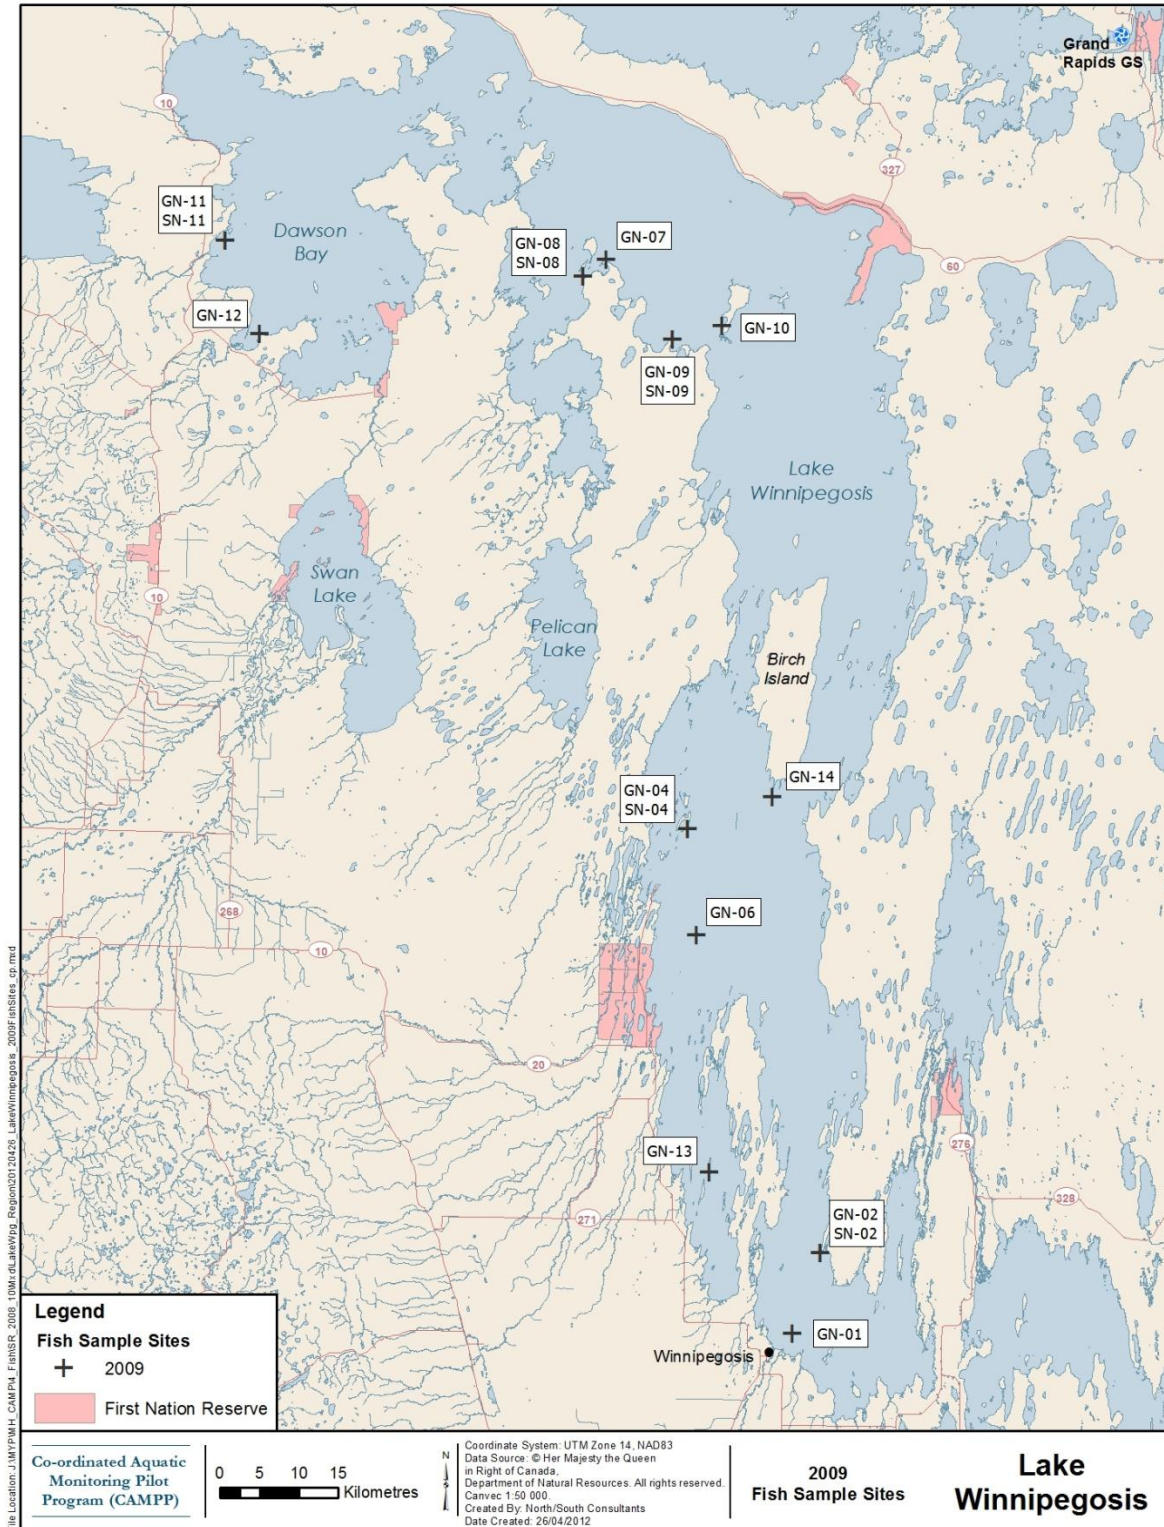 Grand
Rapids GS
10
327
GN-11
SN-11
Dawson
Bay
GN-08
SN-08
GN-07
60
GN-12
GN-10
GN-09
SN-09
Lake
Winnipegosis
Swan
Lake
10
Pelican
Lake
Birch
Island
GN-14
GN-04
SN-04
268
GN-06
10
20
276
GN-13
328
271
GN-02
SN-02
GN-01
Winnipegosis
Legend
Fish Sample Sites
2009
First Nation Reserve
Co-ordinated Aquatic
Monitoring Pilot
Program (CAMPP)
0 5 10 15
Kilometres
N
Coordinate System: UTM Zone 14, NAD83
Data Source: © Her Majesty the Queen
in Right of Canada,
Department of Natural Resources. All rights reserved.
Canvec 1:50 000.
Created By: North/South Consultants
Date Created: 26/04/2012
2009
Fish Sample Sites
Lake
Winnipegosis